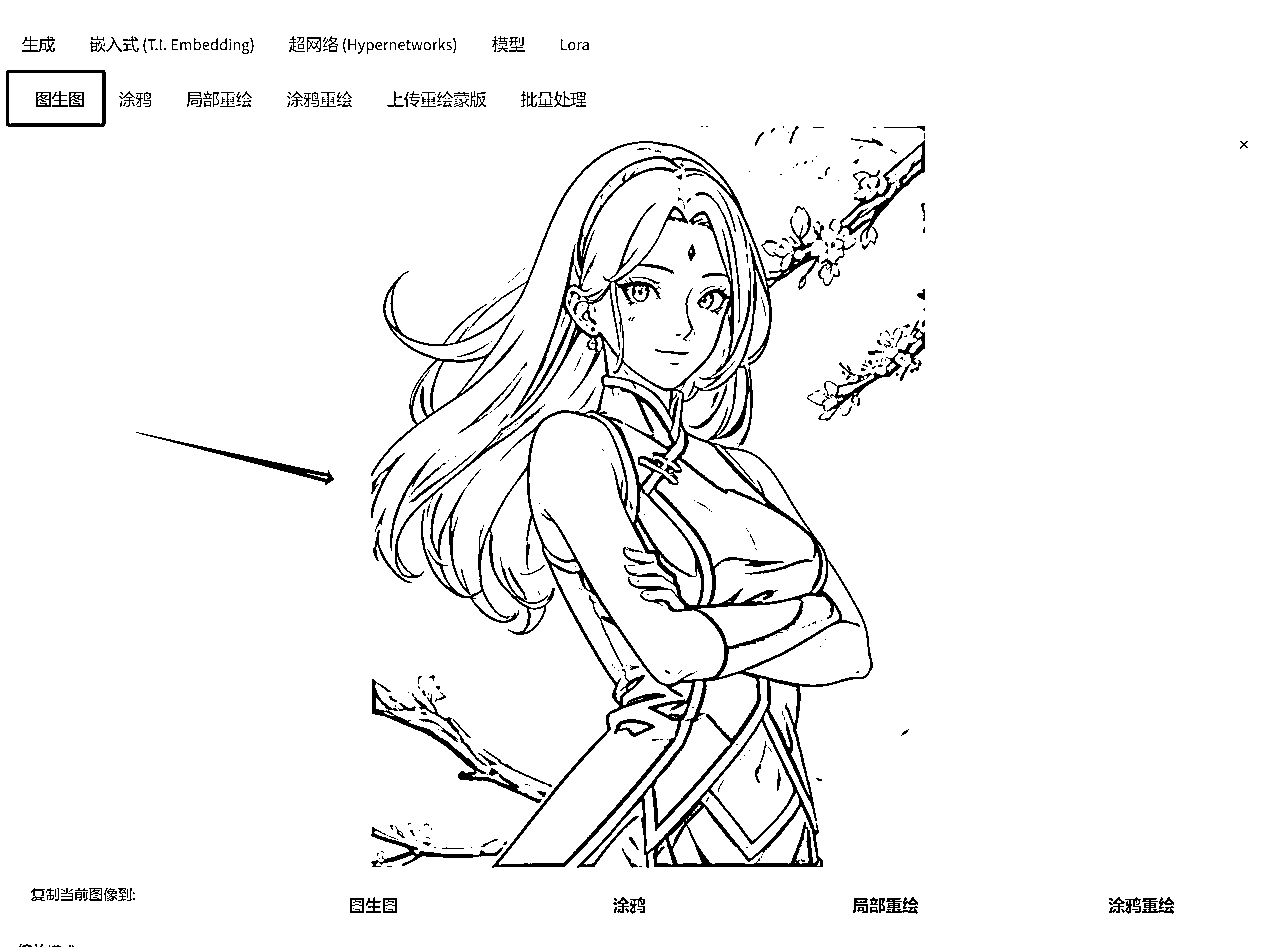 生成 嵌入式 (T.I. Embedding) 超网络 (Hypernetworks) 模型 Lora
图生图 涂鸦 局部重绘 涂鸦重绘 上传重绘蒙版 批量处理
×
复制当前图像到:
图生图 涂鸦 局部重绘 涂鸦重绘